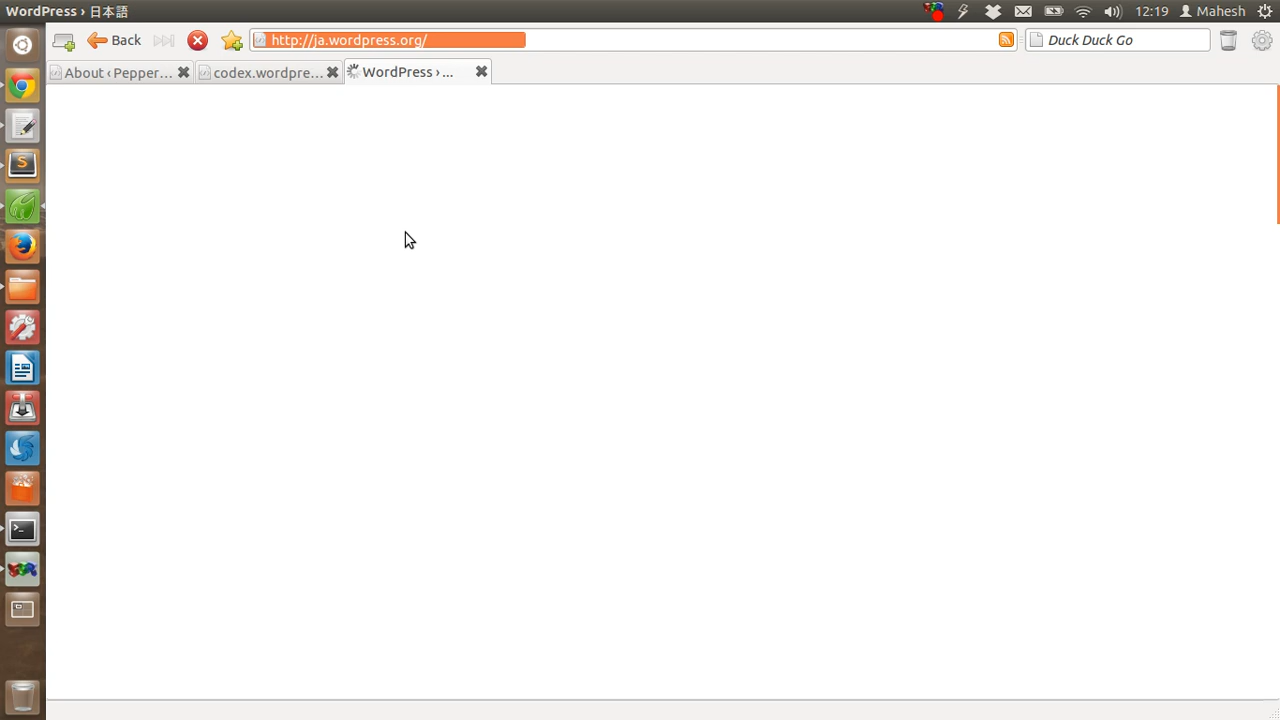 WordPress › 日本語
12:19
Mahesh
Back
http://ja.wordpress.org/
Duck Duck Go
About ‹ Pepper...
codex.wordpre...
WordPress › ...